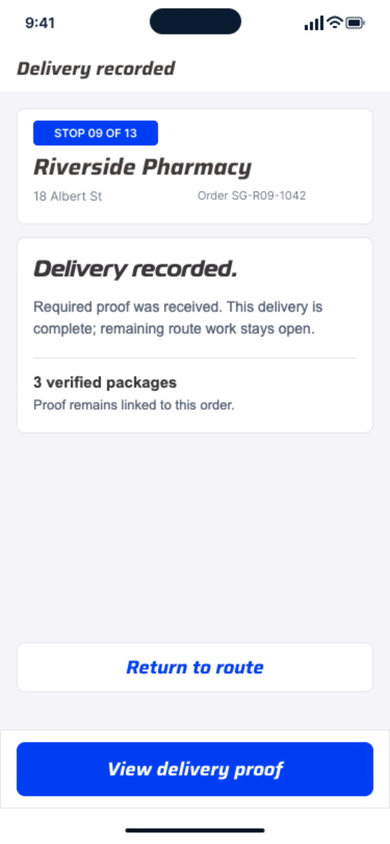 9:41
Delivery recorded
STOP 09 OF 13
Riverside Pharmacy
18 Albert St
Order SG-R09-1042
Delivery recorded.
Required proof was received. This delivery is
complete; remaining route work stays open.
3 verified packages
Proof remains linked to this order.
Return to route
View delivery proof